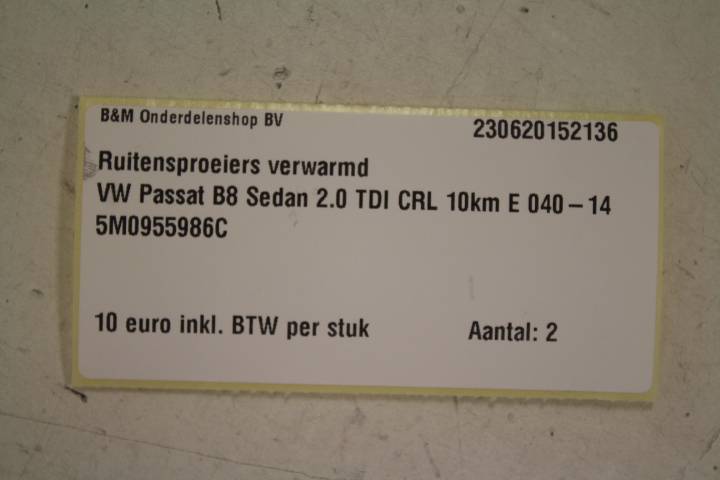 B&M Onderdelenshop BV 230620152136
Ruitensproeiers verwarmd
VW Passat B8 Sedan 2.0 TDI CRL 10km E 040-14
5M0955986C
10 euro inkl. BTW per stuk Aantal: 2